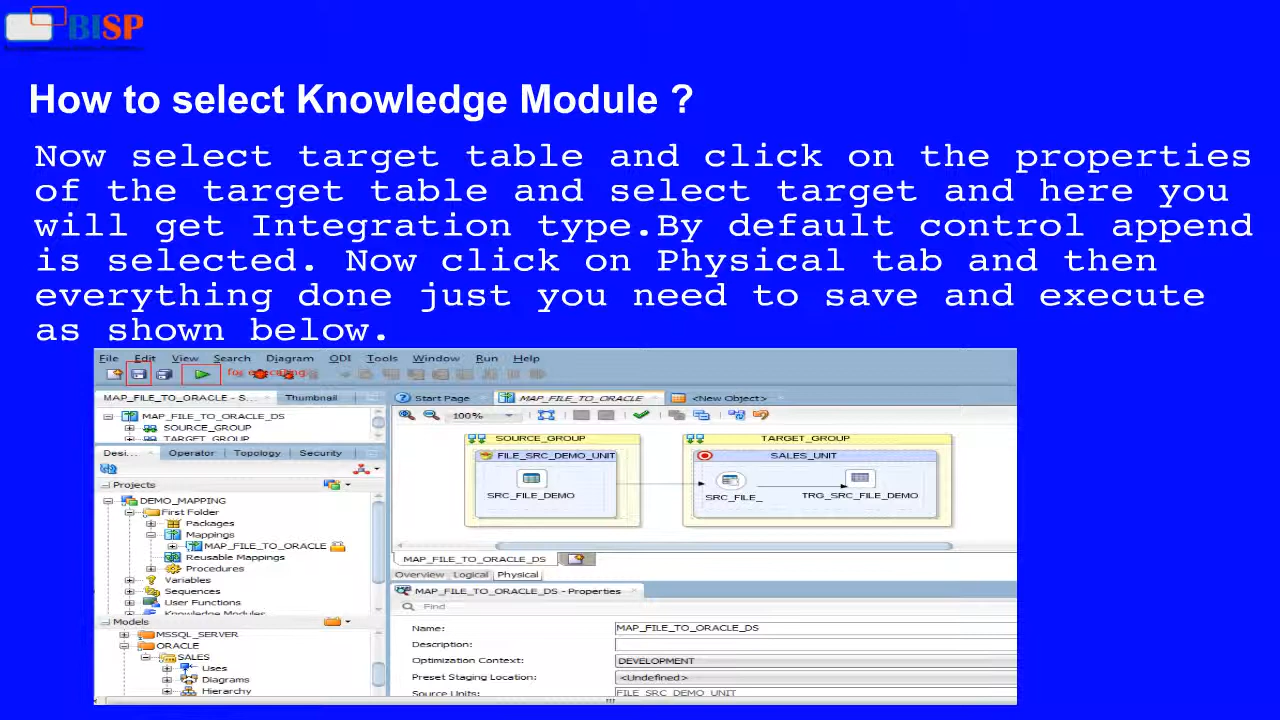 BISP
How to select Knowledge Module ?
Now select target table and click on the properties
of the target table and select target and here you
will get Integration type.By default control append
is selected. Now click on Physical tab and then
everything done just you need to save and execute
as shown below.
File Edit View Search Diagram ODI Tools Window Run Help
MAP_FILE_TO_ORACLE - S... Thumbnail
Start Page MAP_FILE_TO_ORACLE <New Object>
MAP_FILE_TO_ORACLE_DS
SOURCE_GROUP
TARGET_GROUP
100%
SOURCE_GROUP TARGET_GROUP
FILE_SRC_DEMO_UNIT SALES_UNIT
SRC_FILE_DEMO SRC_FILE_ TRG_SRC_FILE_DEMO
Desi... Operator Topology Security
Projects
DEMO_MAPPING
First Folder
Packages
Mappings
MAP_FILE_TO_ORACLE
Reusable Mappings
Procedures
Variables
Sequences
User Functions
Knowledge Modules
Models
MSSQL_SERVER
ORACLE
SALES
Uses
Diagrams
Hierarchy
MAP_FILE_TO_ORACLE_DS
Overview Logical Physical
MAP_FILE_TO_ORACLE_DS - Properties
Find
Name: MAP_FILE_TO_ORACLE_DS
Description:
Optimization Context: DEVELOPMENT
Preset Staging Location: <Undefined>
Source Units: FILE_SRC_DEMO_UNIT